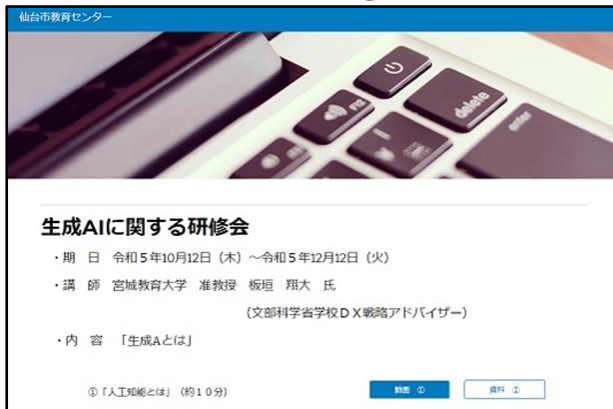 仙台市教育センター
delete
enter
F12
生成AIに関する研修会
・期　日　令和５年10月12日（木）～令和５年12月12日（火）
・講　師　宮城教育大学　准教授　板垣　翔大　氏
（文部科学省学校ＤＸ戦略アドバイザー）
・内　容　「生成Aとは」
①「人工知能とは」（約１０分）
動画　①
資料　①